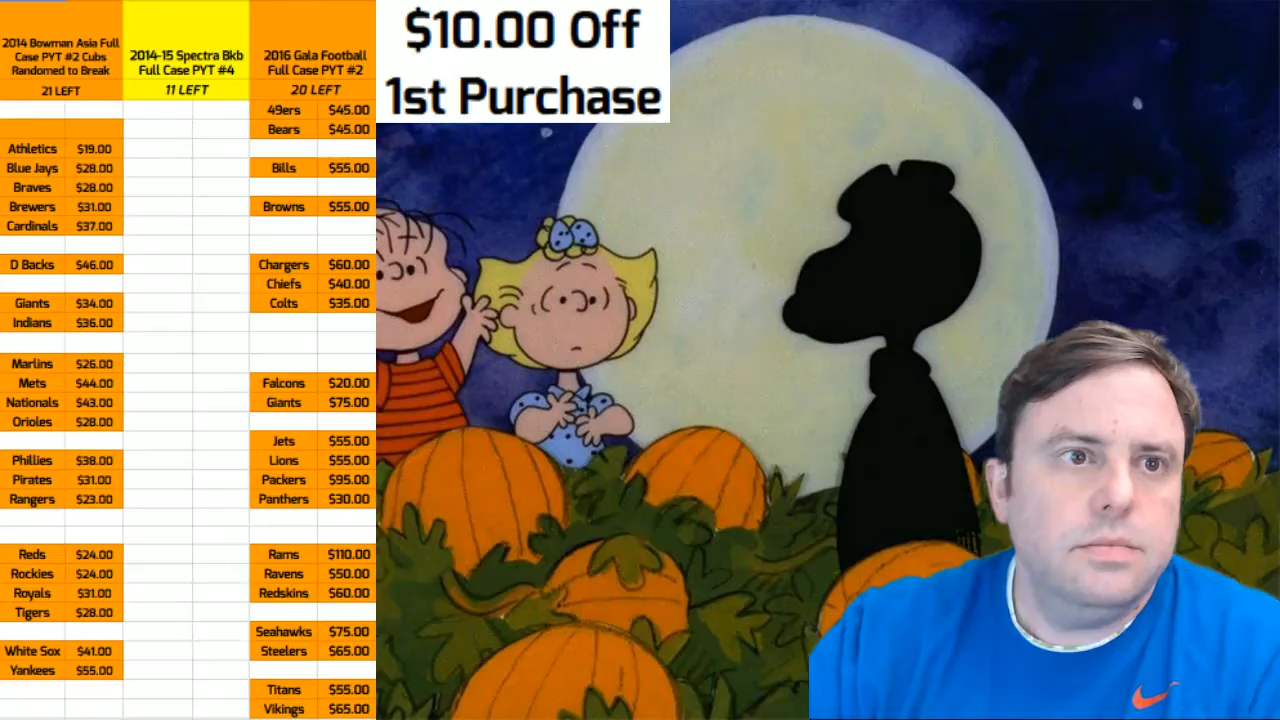 2014 Bowman Asia Full
Case PYT #2 Cubs
Randomed to Break
21 LEFT
Athletics $19.00
Blue Jays $28.00
Braves $28.00
Brewers $31.00
Cardinals $37.00
D Backs $46.00
Giants $34.00
Indians $36.00
Marlins $26.00
Mets $44.00
Nationals $43.00
Orioles $28.00
Phillies $38.00
Pirates $31.00
Rangers $23.00
Reds $24.00
Rockies $24.00
Royals $31.00
Tigers $28.00
White Sox $41.00
Yankees $55.00
2014-15 Spectra Bkb
Full Case PYT #4
11 LEFT
2016 Gala Football
Full Case PYT #2
20 LEFT
49ers $45.00
Bears $45.00
Bills $55.00
Browns $55.00
Chargers $60.00
Chiefs $40.00
Colts $35.00
Falcons $20.00
Giants $75.00
Jets $55.00
Lions $55.00
Packers $95.00
Panthers $30.00
Rams $110.00
Ravens $50.00
Redskins $60.00
Seahawks $75.00
Steelers $65.00
Titans $55.00
Vikings $65.00
$10.00 Off
1st Purchase